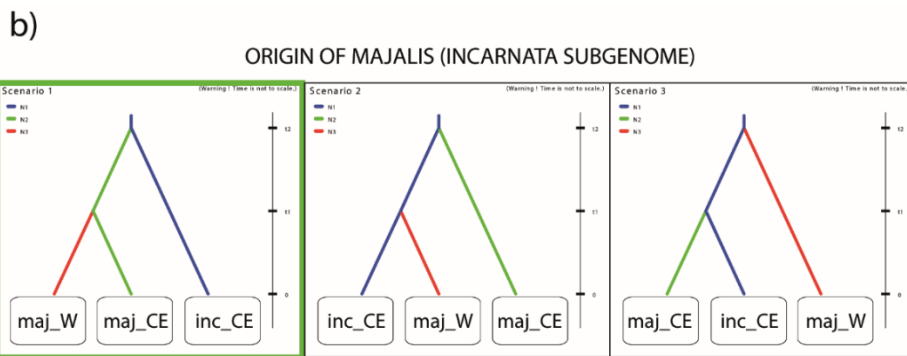 b)
ORIGIN OF MAJALIS (INCARNATA SUBGENOME)
Scenario 1
(Warning ! Time is not to scale.)
N1
N2
N3
t2
t1
0
maj_W
maj_CE
inc_CE
Scenario 2
(Warning ! Time is not to scale.)
N1
N2
N3
t2
t1
0
inc_CE
maj_W
maj_CE
Scenario 3
(Warning ! Time is not to scale.)
N1
N2
N3
t2
t1
0
maj_CE
inc_CE
maj_W